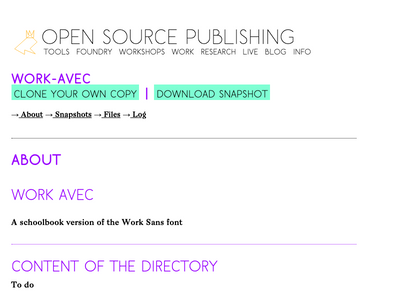 OPEN SOURCE PUBLISHING
TOOLS FOUNDRY WORKSHOPS WORK RESEARCH LIVE BLOG INFO
WORK-AVEC
CLONE YOUR OWN COPY | DOWNLOAD SNAPSHOT
→ About → Snapshots → Files → Log
ABOUT
WORK AVEC
A schoolbook version of the Work Sans font
CONTENT OF THE DIRECTORY
To do